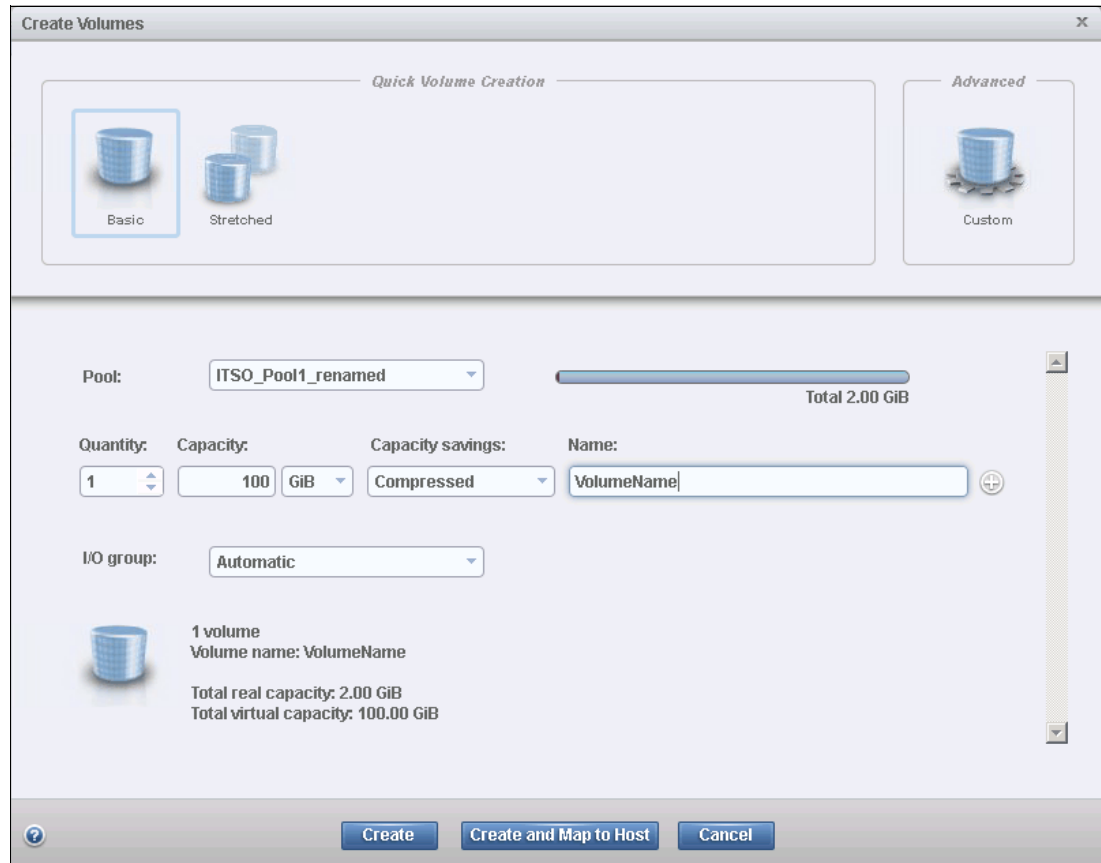 Create Volumes x
Quick Volume Creation
Advanced
Basic
Stretched
Custom
Pool: ITSO_Pool1_renamed
Total 2.00 GiB
Quantity: Capacity: Capacity savings: Name:
1 100 GiB Compressed VolumeName
I/O group: Automatic
1 volume
Volume name: VolumeName
Total real capacity: 2.00 GiB
Total virtual capacity: 100.00 GiB
? Create Create and Map to Host Cancel